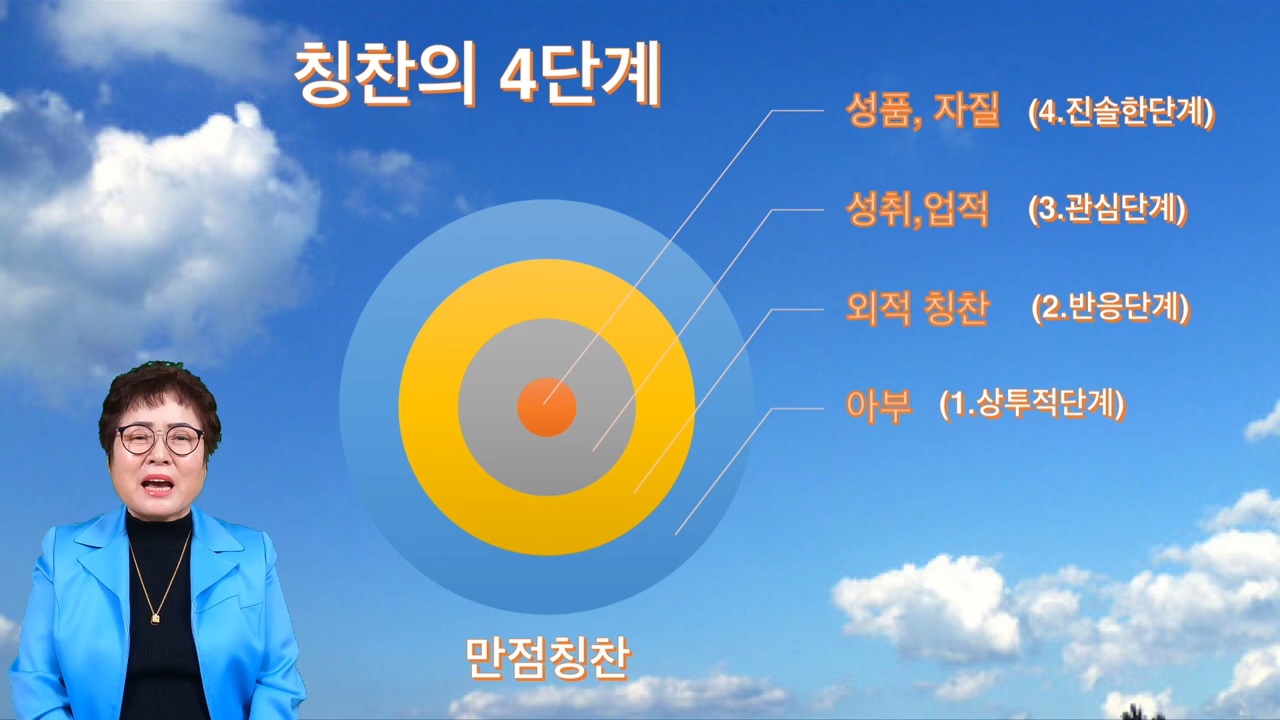 칭찬의 4단계
성품, 자질 (4.진솔한단계)
성취,업적 (3.관심단계)
외적 칭찬 (2.반응단계)
아부 (1.상투적단계)
만점칭찬